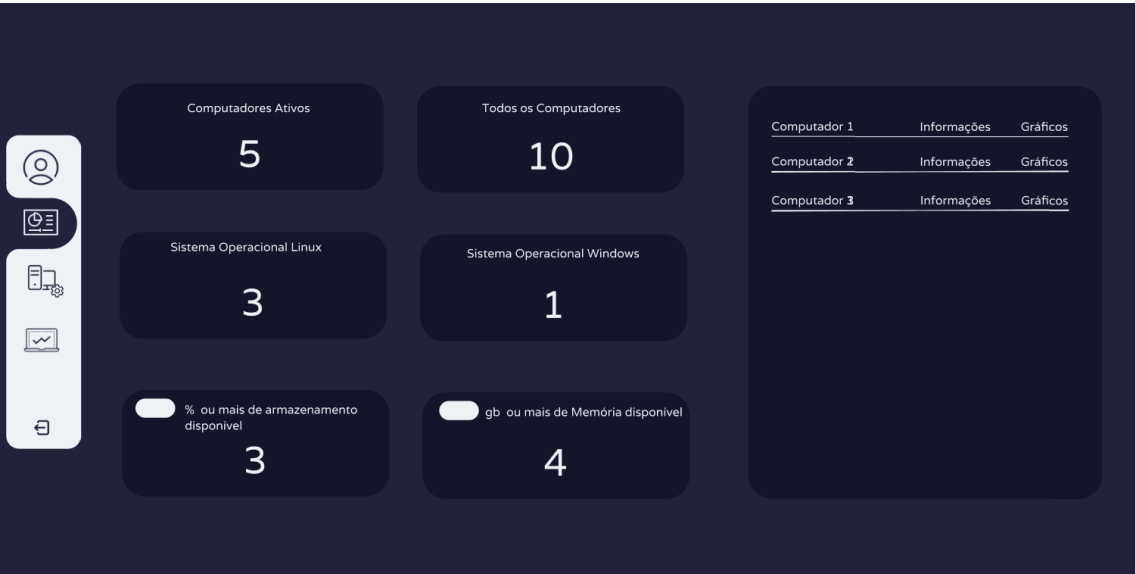 Computadores Ativos
5
Todos os Computadores
10
Sistema Operacional Linux
3
Sistema Operacional Windows
1
% ou mais de armazenamento
disponível
3
gb ou mais de Memória disponível
4
Computador 1 Informações Gráficos
Computador 2 Informações Gráficos
Computador 3 Informações Gráficos